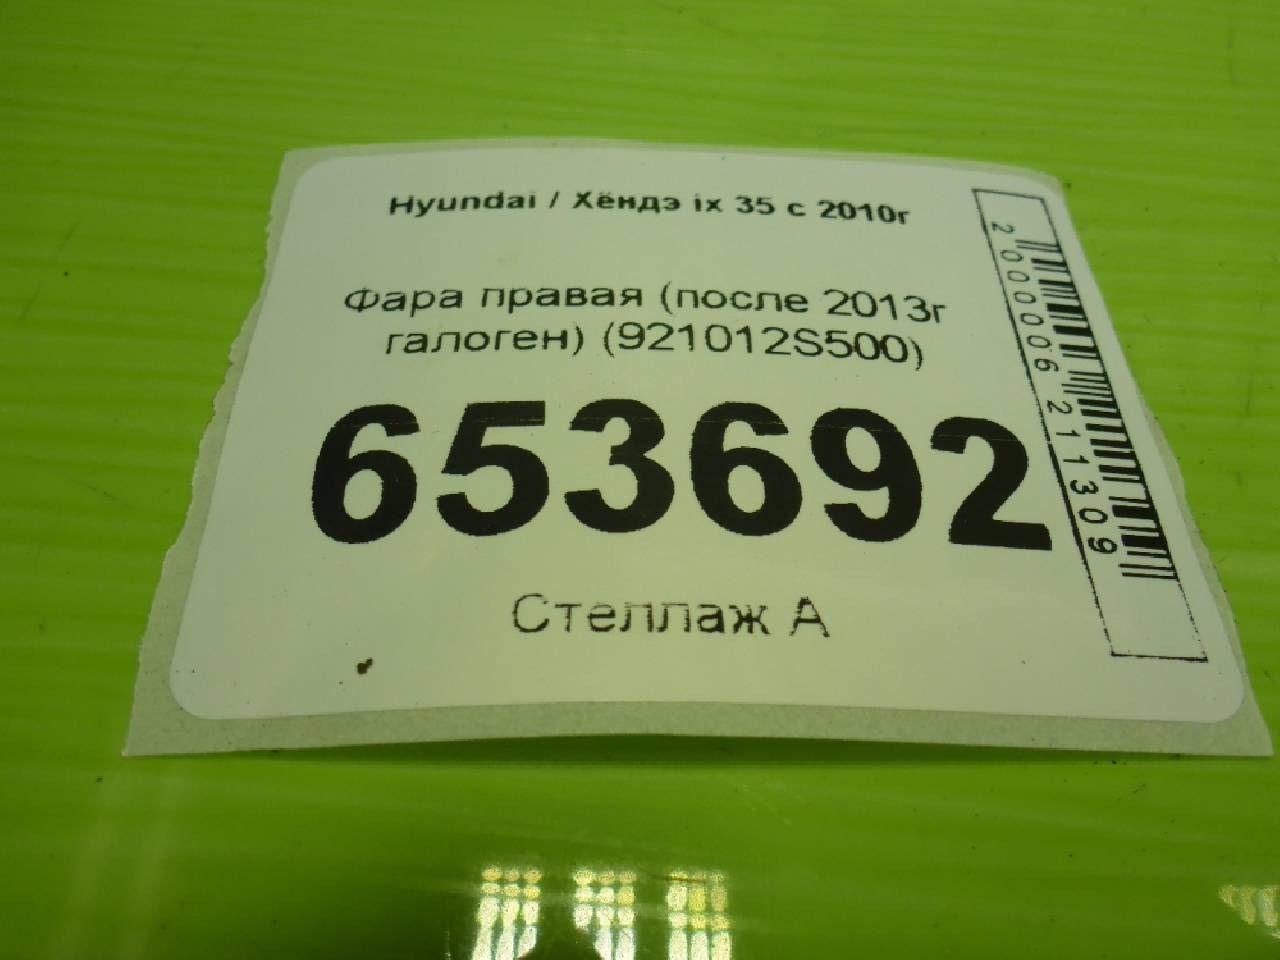 Hyundai / Хёндэ ix 35 с 2010г
Фара правая (после 2013г
галоген) (921012S500)
653692
Стеллаж А
2000006211309